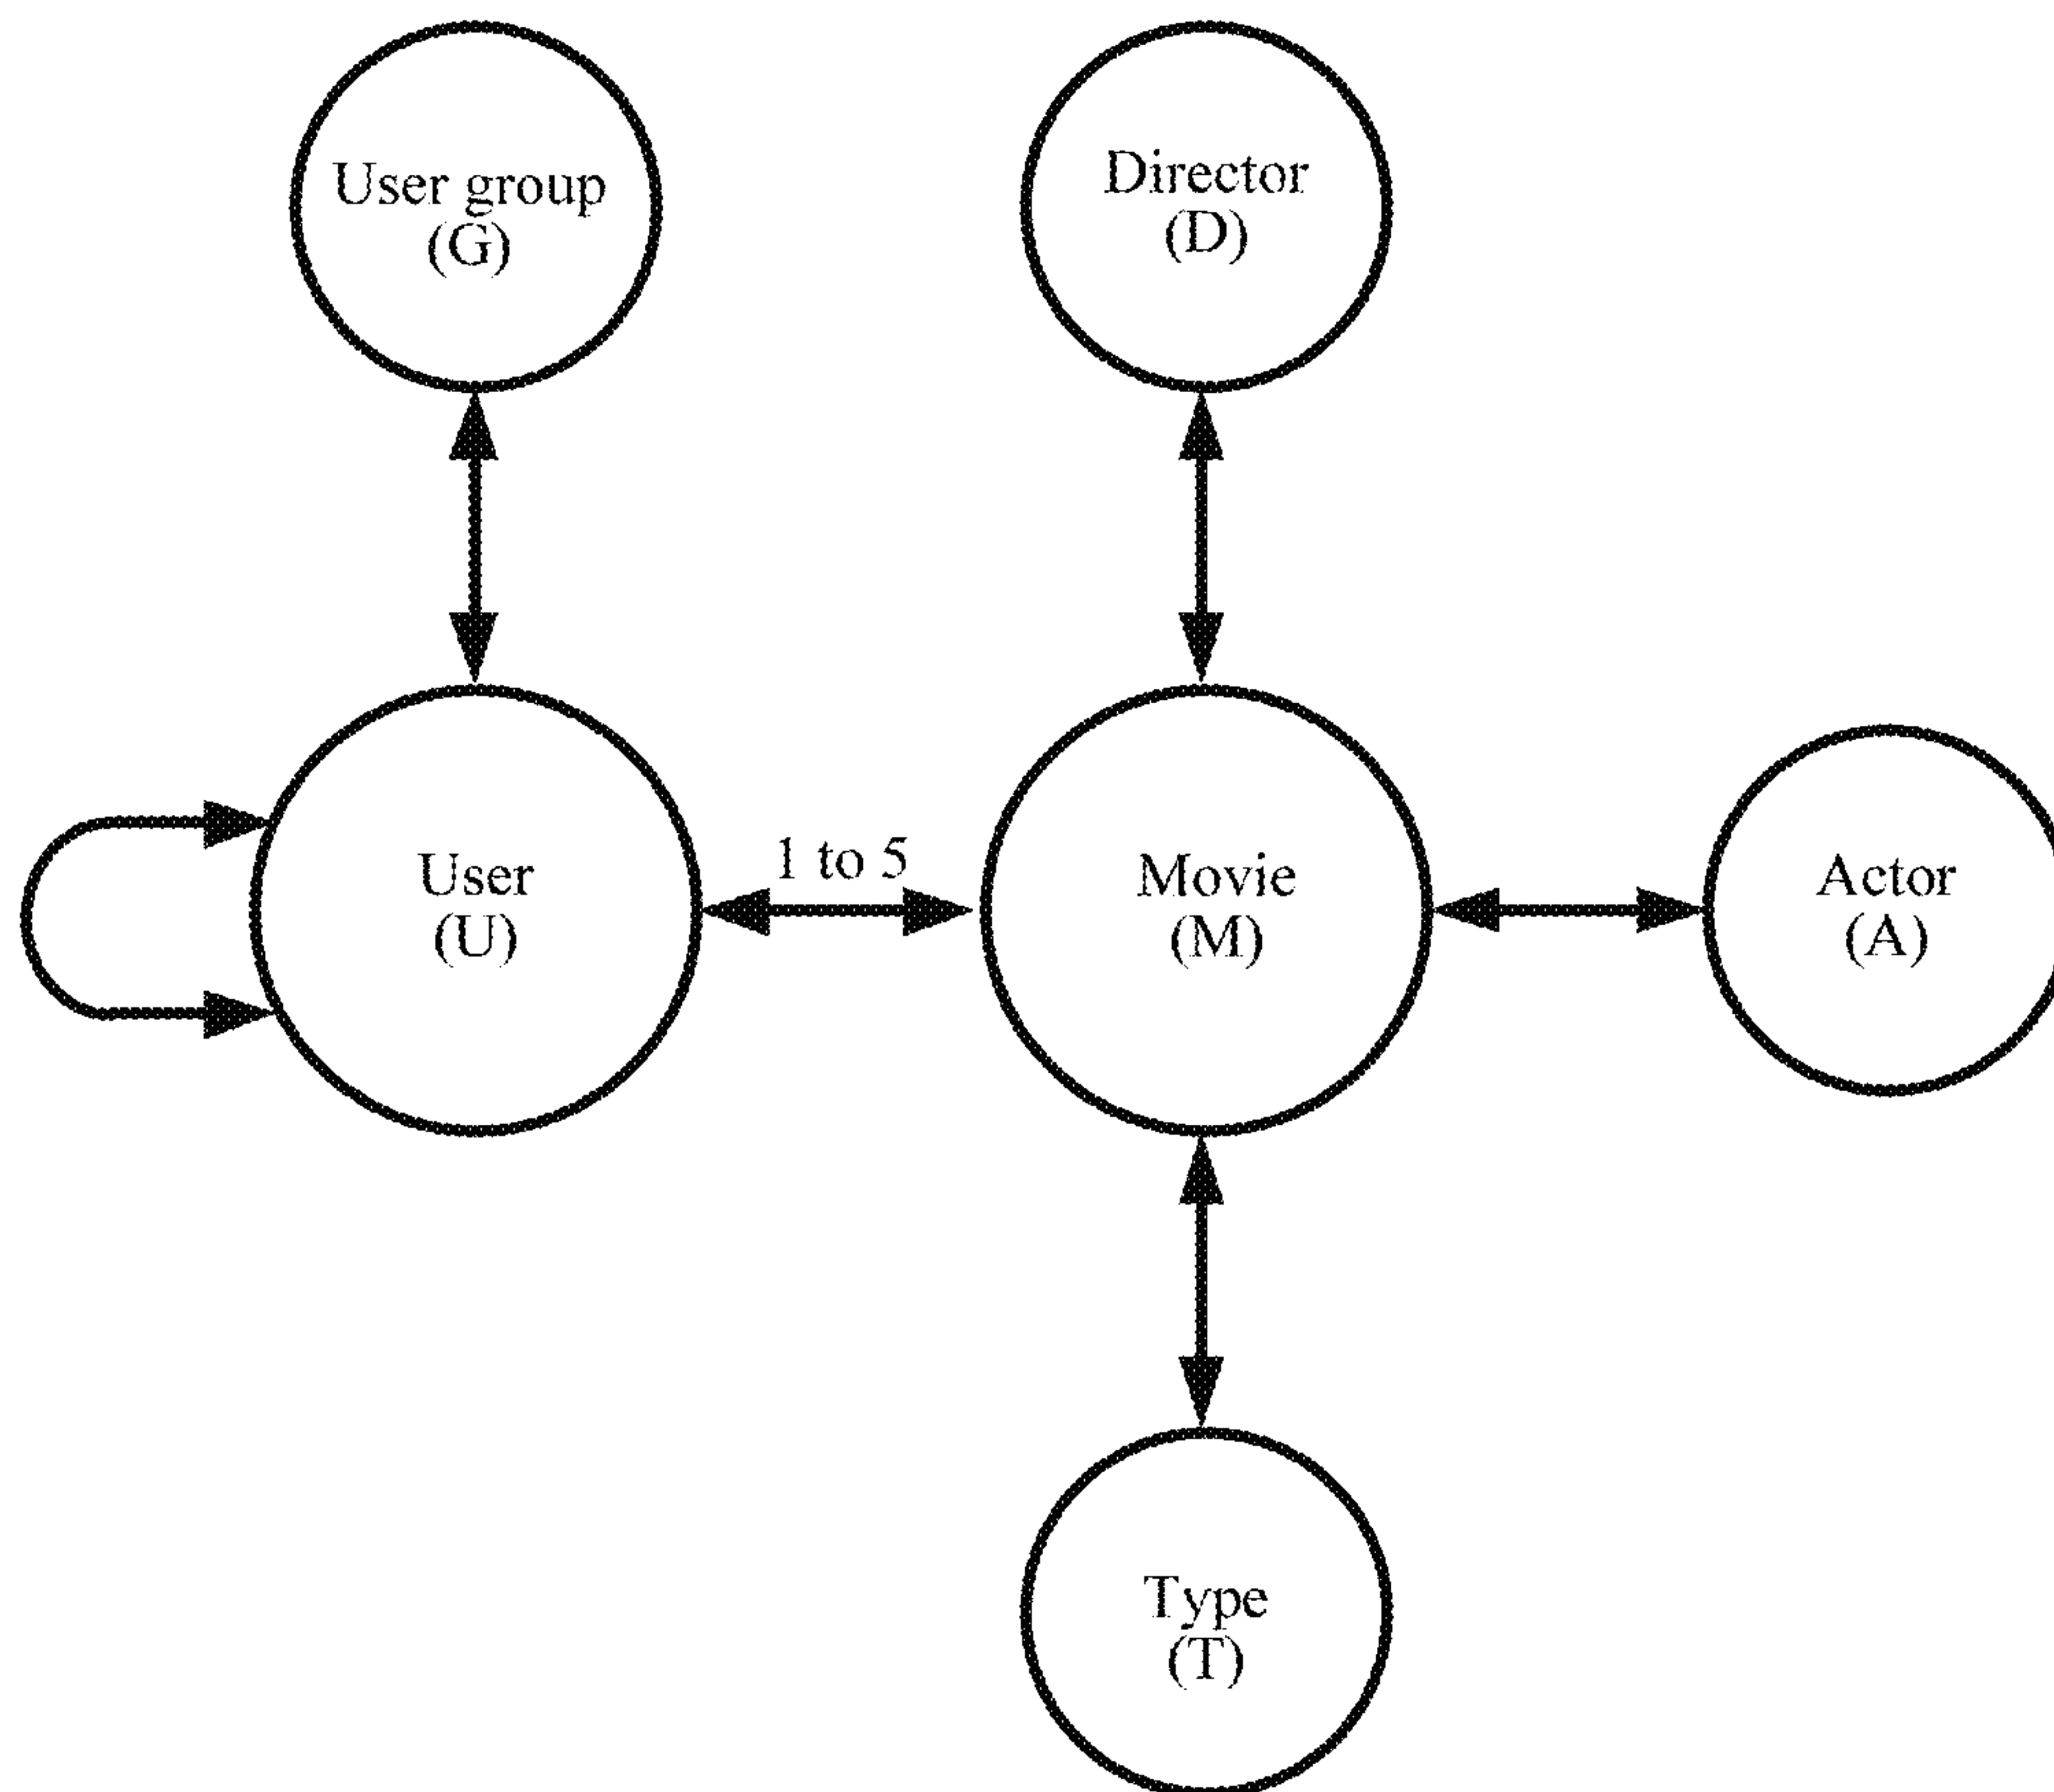 User group
(G)
Director
(D)
User
(U)
1 to 5
Movie
(M)
Actor
(A)
Type
(T)